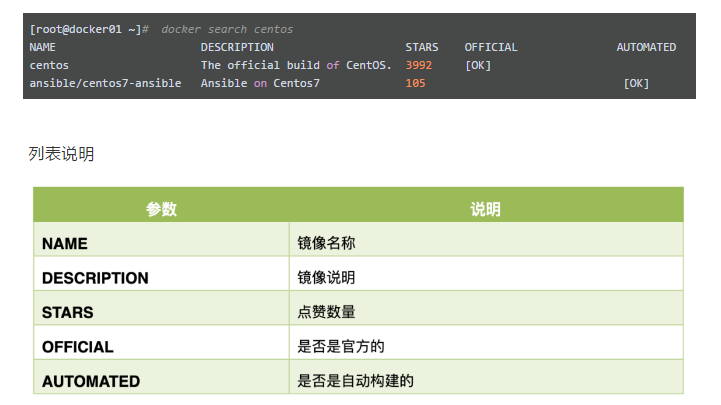 [root@docker01 ~]# docker search centos
NAME DESCRIPTION STARS OFFICIAL AUTOMATED
centos The official build of CentOS. 3992 [OK]
ansible/centos7-ansible Ansible on Centos7 105 [OK]
列表说明
参数 说明
NAME 镜像名称
DESCRIPTION 镜像说明
STARS 点赞数量
OFFICIAL 是否是官方的
AUTOMATED 是否是自动构建的